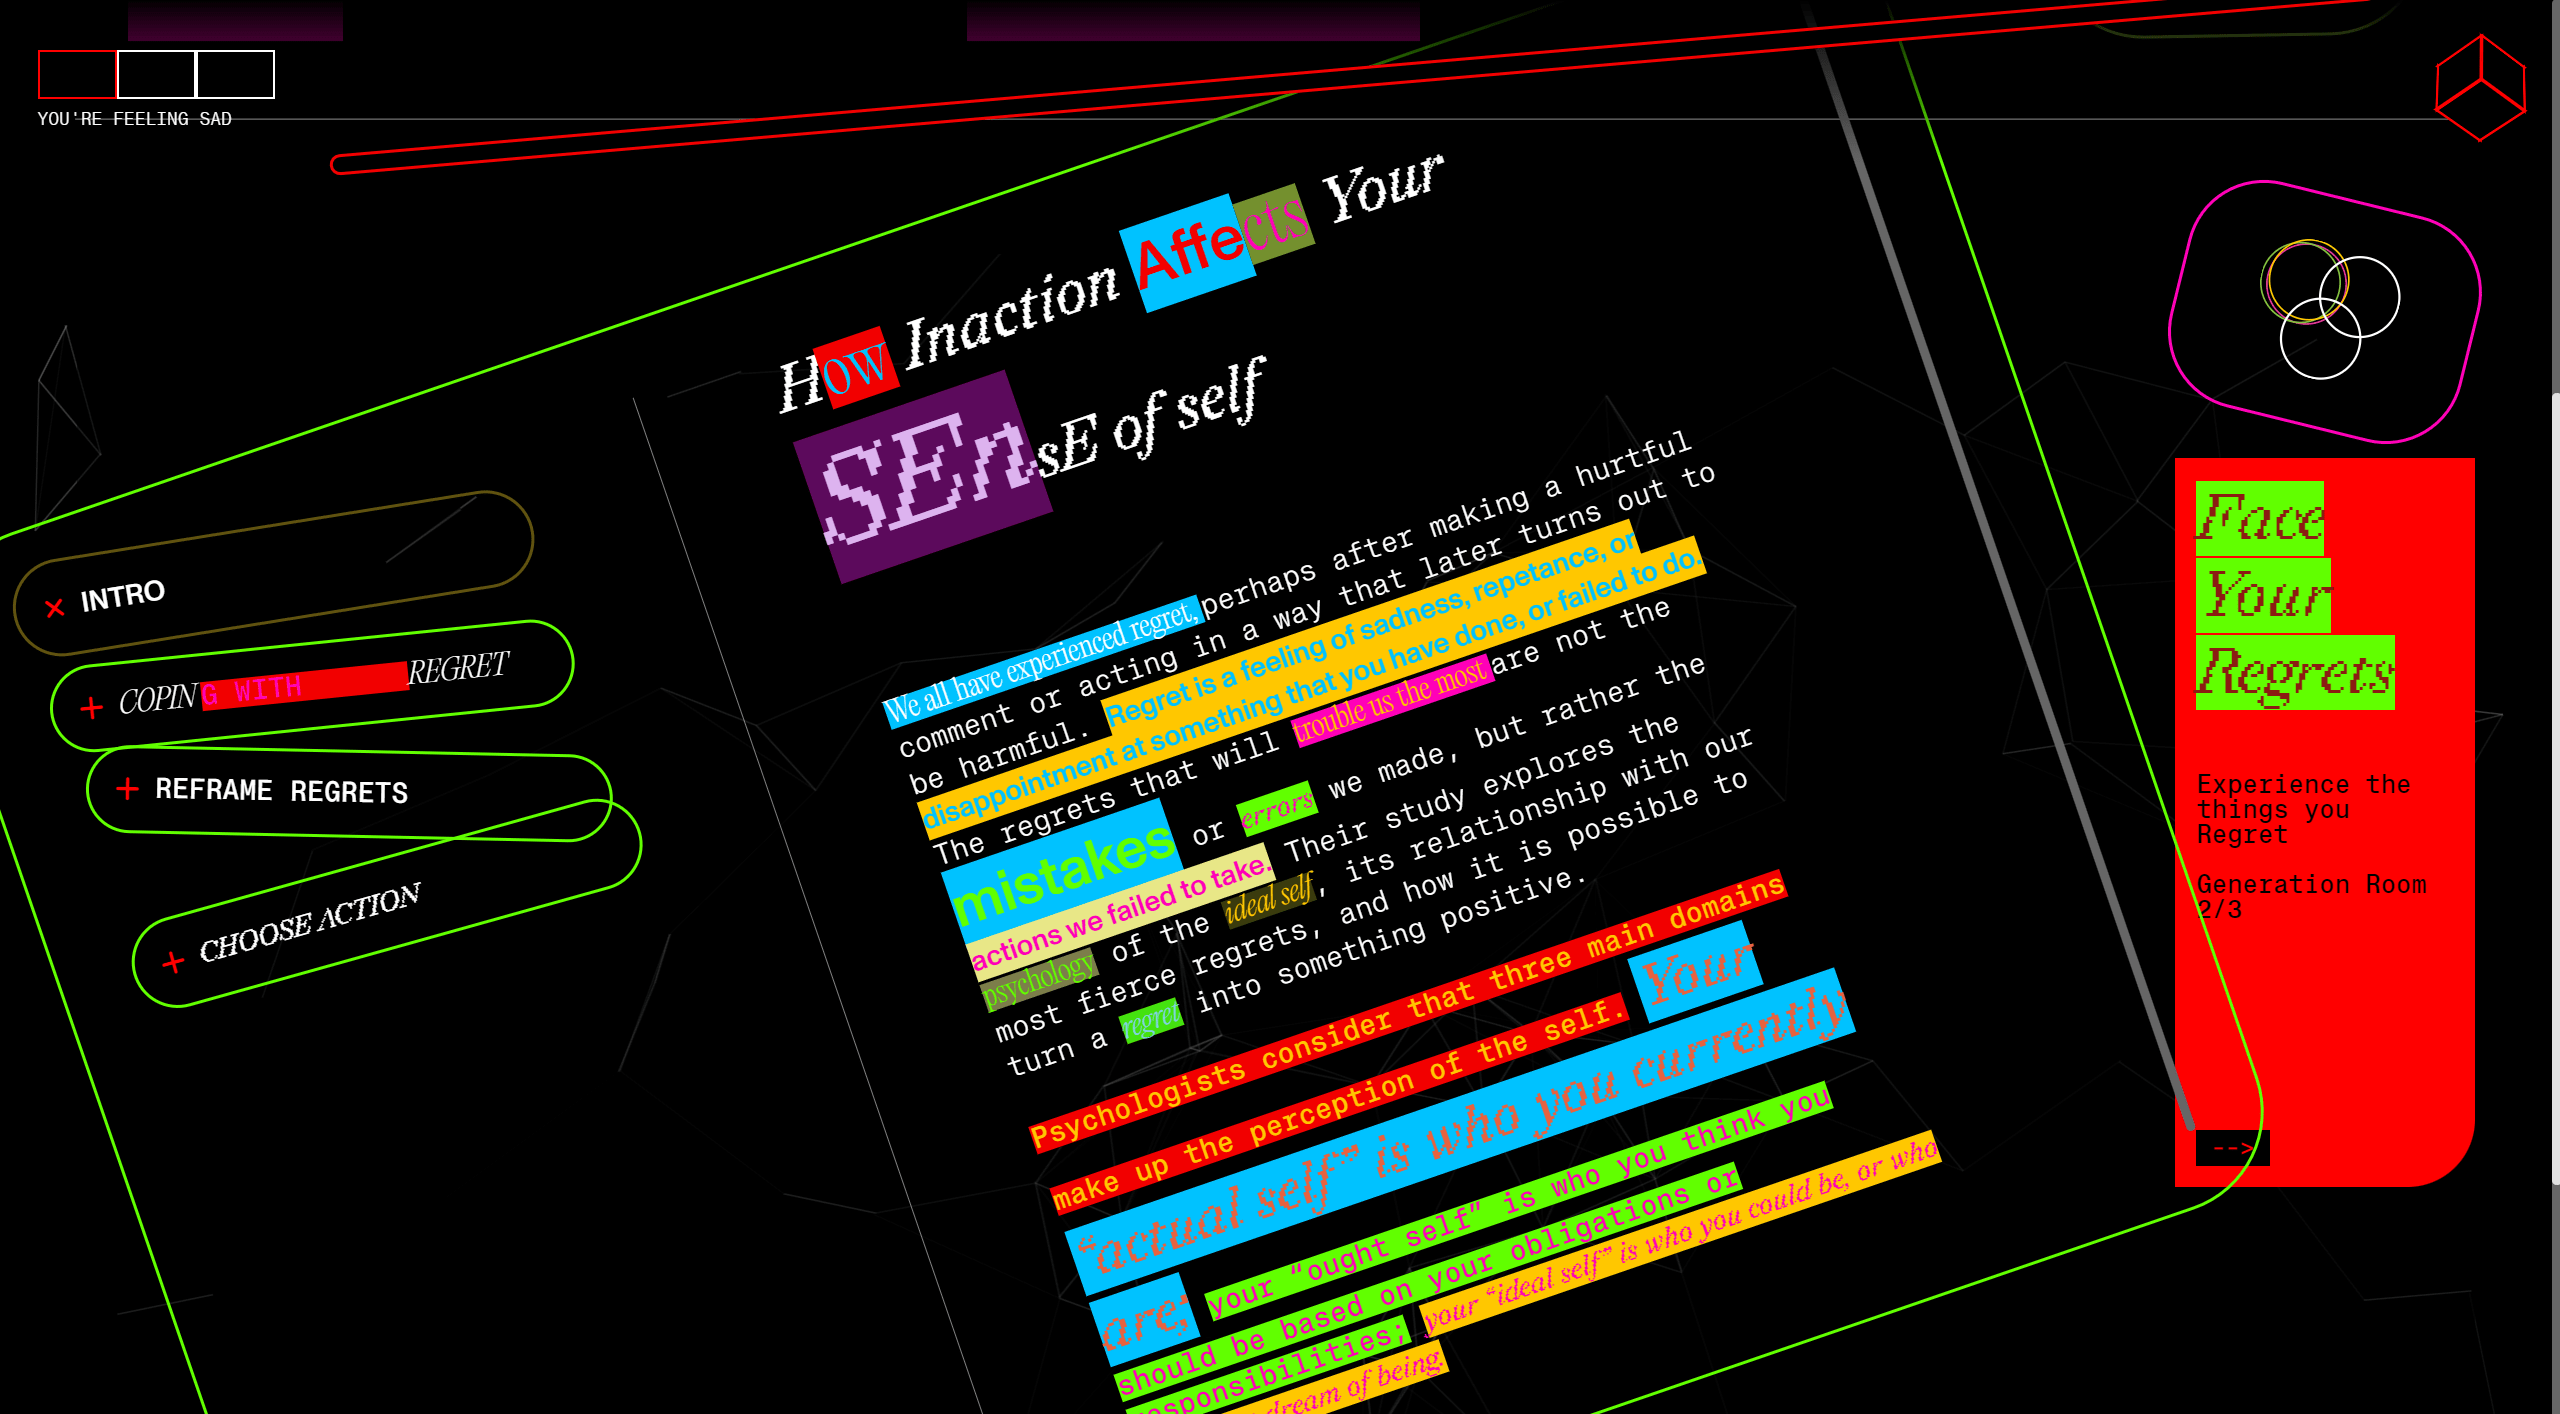 YOU'RE FEELING SAD
How Inaction Affects Your
SEnsE of self
× INTRO
+ COPING WITH REGRET
+ REFRAME REGRETS
+ CHOOSE ACTION
We all have experienced regret, perhaps after making a hurtful
comment or acting in a way that later turns out to
be harmful. Regret is a feeling of sadness, repetance, or
disappointment at something that you have done, or failed to do.
The regrets that will trouble us the most are not the
mistakes or errors we made, but rather the
actions we failed to take. Their study explores the
psychology of the ideal self, its relationship with our
most fierce regrets, and how it is possible to
turn a regret into something positive.
Psychologists consider that three main domains
make up the perception of the self. Your
“actual self” is who you currently
are; your “ought self” is who you think you
should be based on your obligations or
responsibilities; your “ideal self” is who you could be, or who
dream of being.
Face
Your
Regrets
Experience the
things you
Regret
Generation Room
2/3
-->